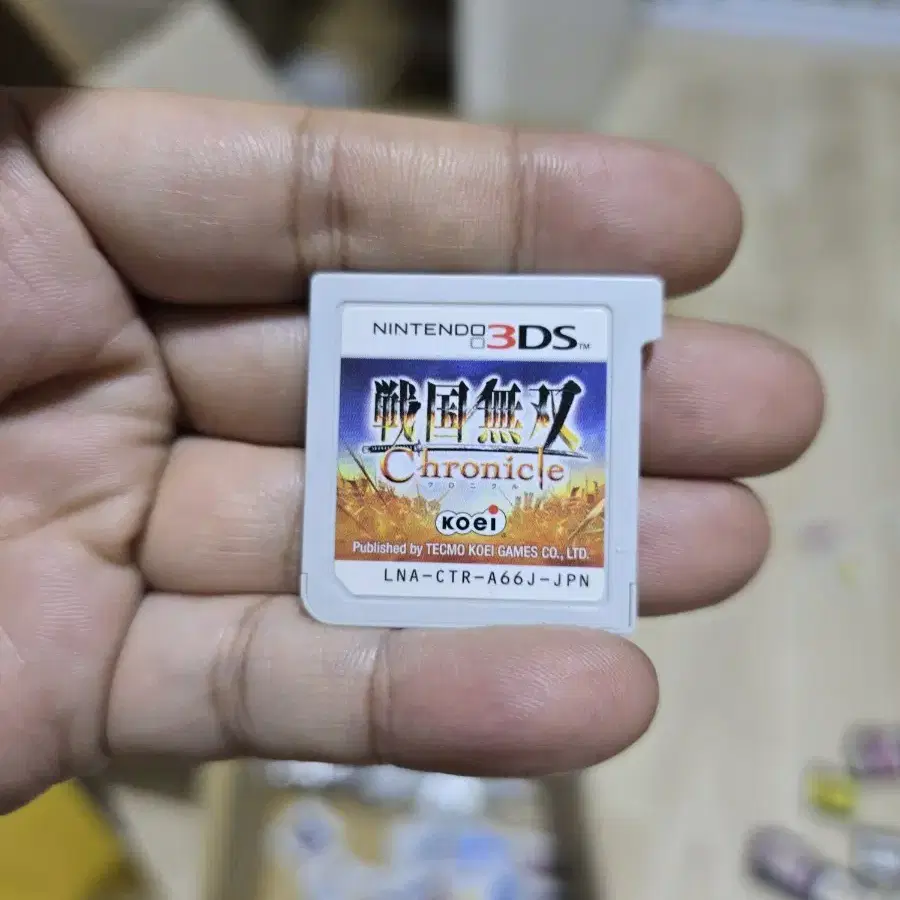 NINTENDO 3DS™
戦国無双
Chronicle
クロニクル
KOEI
Published by TECMO KOEI GAMES CO., LTD.
LNA-CTR-A66J-JPN